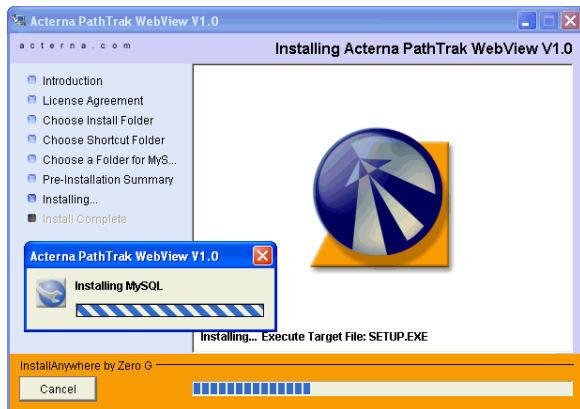 Acterna PathTrak WebView V1.0
acterna.com
Installing Acterna PathTrak WebView V1.0
Introduction
License Agreement
Choose Install Folder
Choose Shortcut Folder
Choose a Folder for MyS...
Pre-Installation Summary
Installing...
Install Complete
Acterna PathTrak WebView V1.0
Installing MySQL
Installing... Execute Target File: SETUP.EXE
InstallAnywhere by Zero G
Cancel